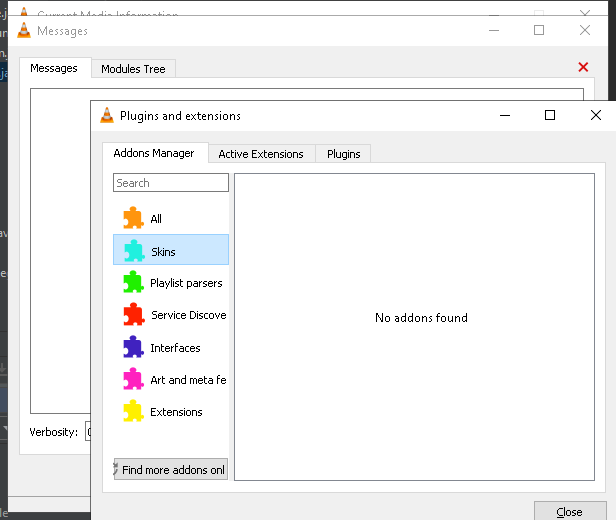 Current Media Information
Messages
Messages
Modules Tree
Plugins and extensions
Addons Manager
Active Extensions
Plugins
Search
All
Skins
Playlist parsers
Service Discove
Interfaces
Art and meta fe
Extensions
No addons found
Verbosity:
Find more addons onl
Close